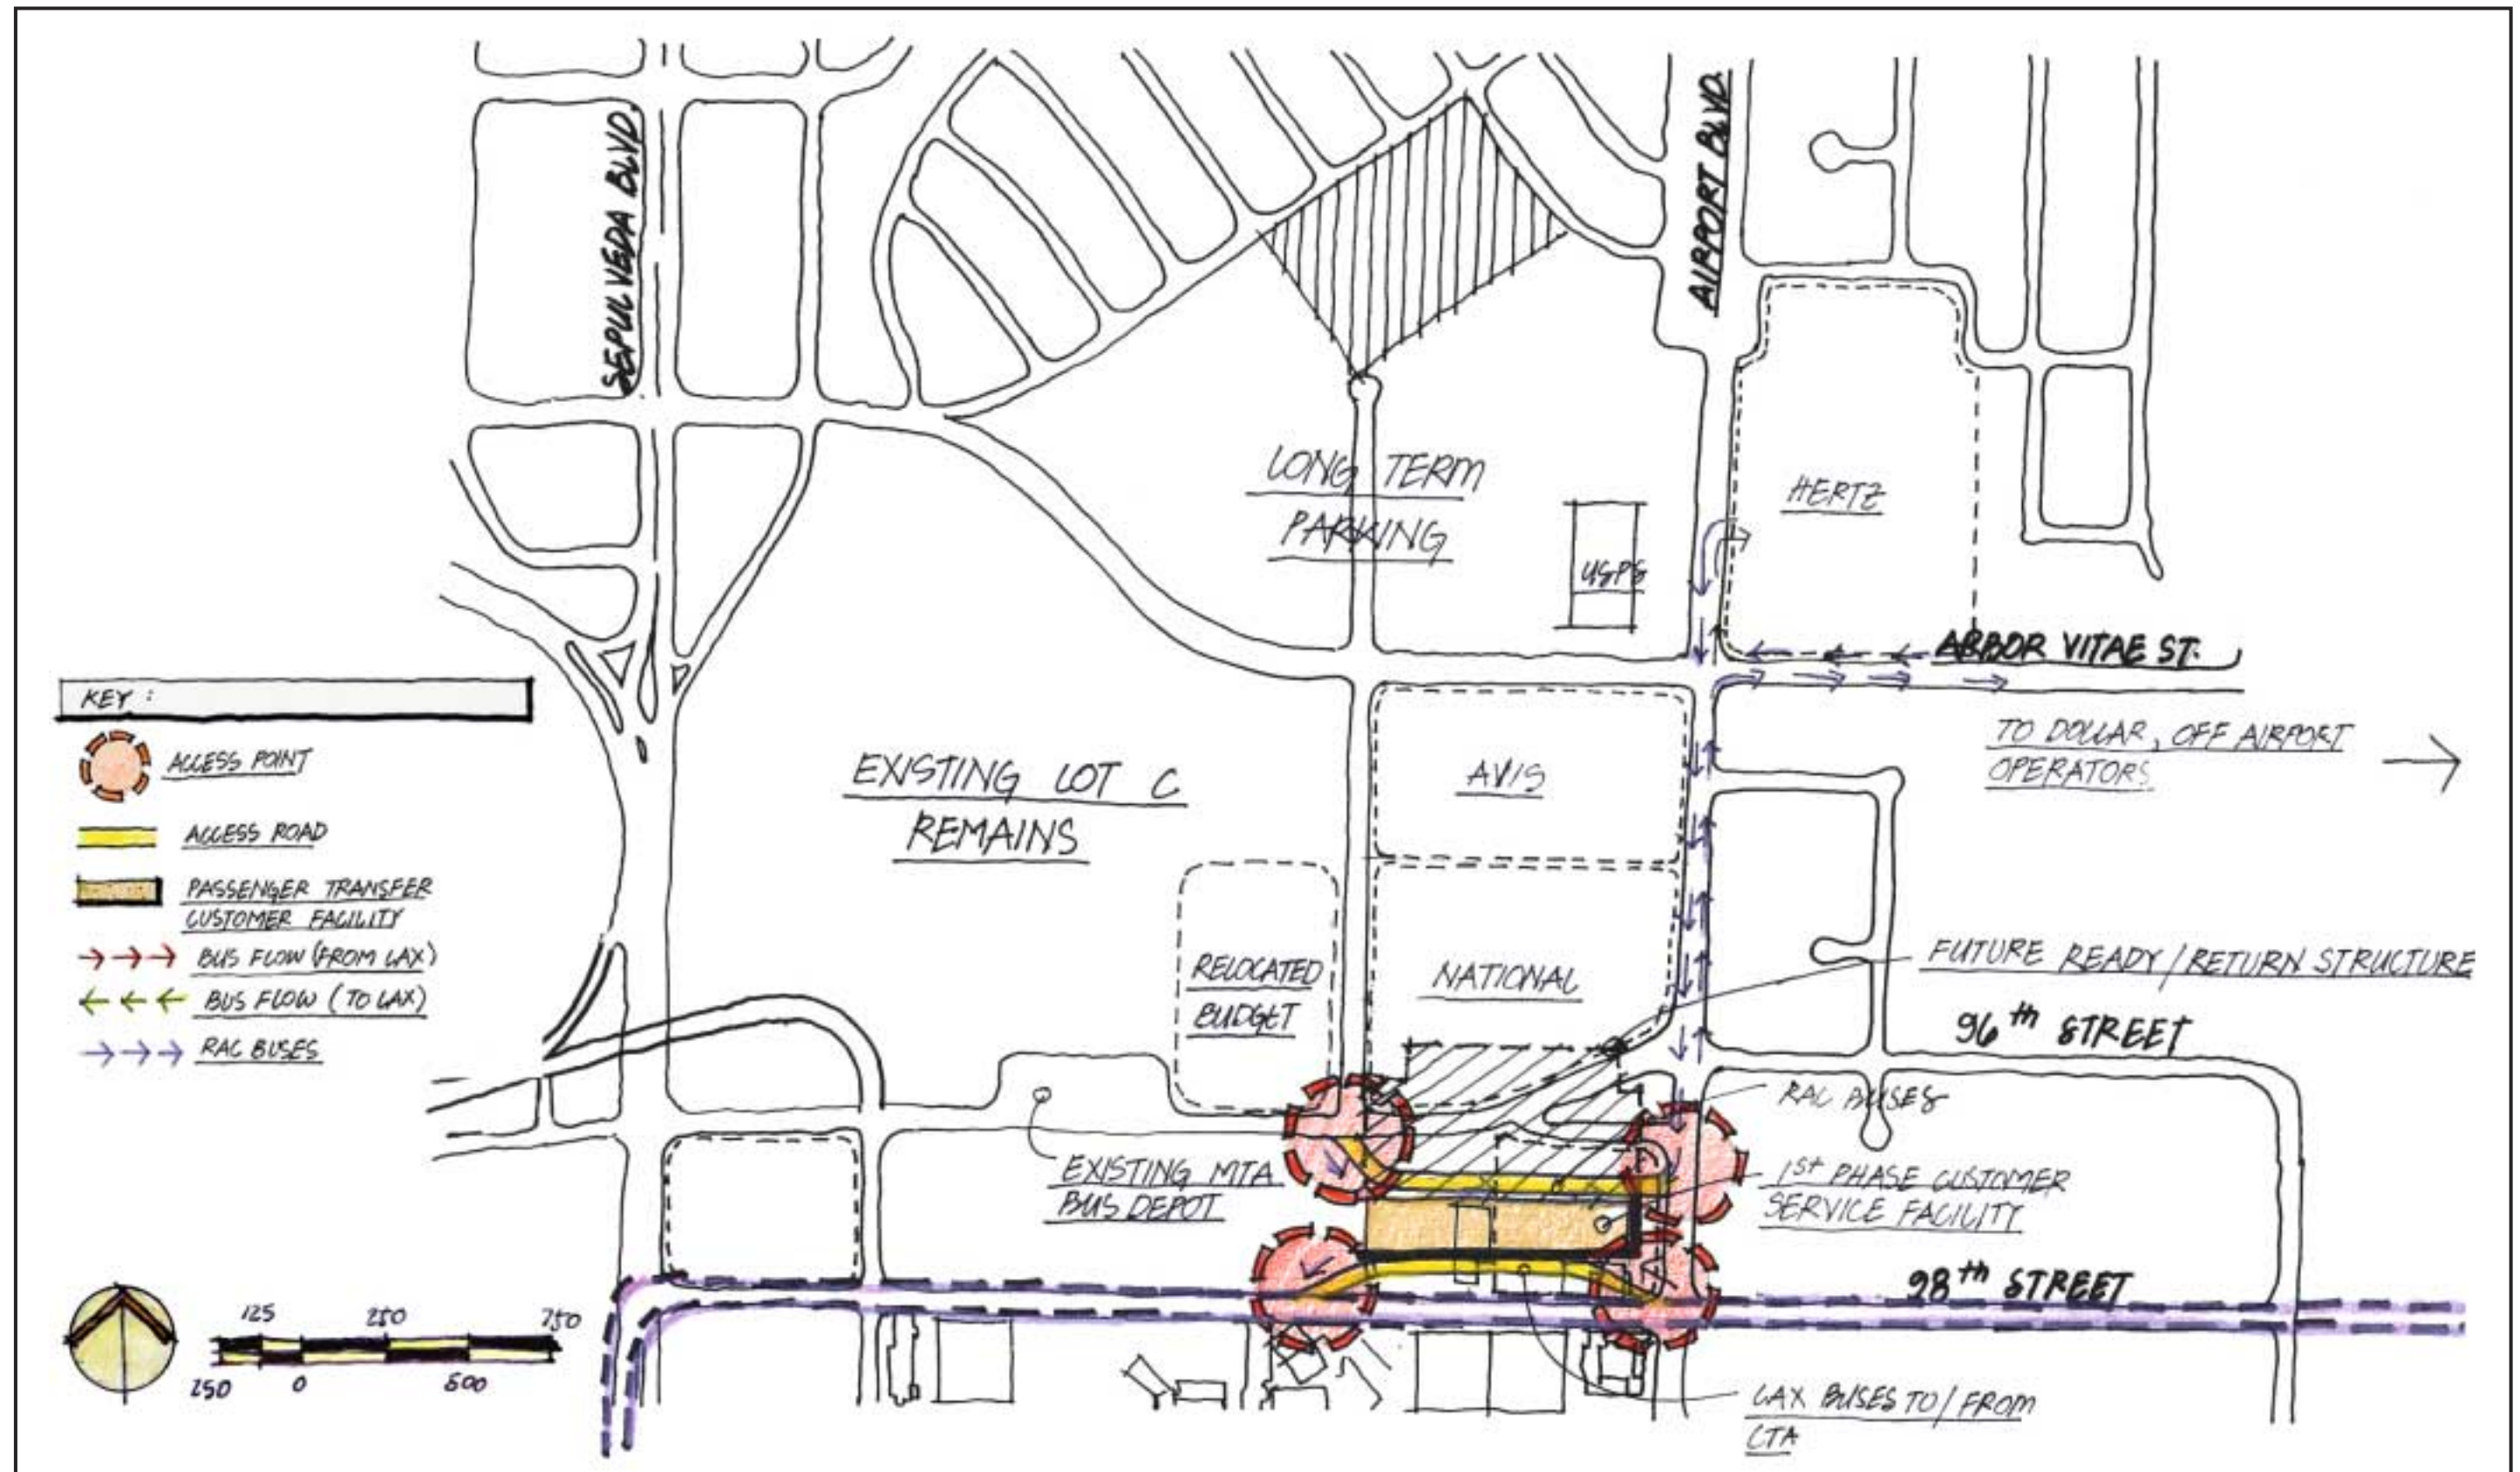 SEPULVEDA BLVD.
AIRPORT BLVD.
LONG TERM
PARKING
HERTZ
USPS
ARBOR VITAE ST.
KEY :
ACCESS POINT
ACCESS ROAD
PASSENGER TRANSFER
CUSTOMER FACILITY
BUS FLOW (FROM LAX)
BUS FLOW (TO LAX)
RAC BUSES
EXISTING LOT C
REMAINS
AVIS
TO DOLLAR, OFF AIRPORT
OPERATORS
RELOCATED
BUDGET
NATIONAL
FUTURE READY/RETURN STRUCTURE
96th STREET
RAC BUSES
EXISTING MTA
BUS DEPOT
1st PHASE CUSTOMER
SERVICE FACILITY
98th STREET
125 250 750
250 0 500
LAX BUSES TO/FROM
CTA